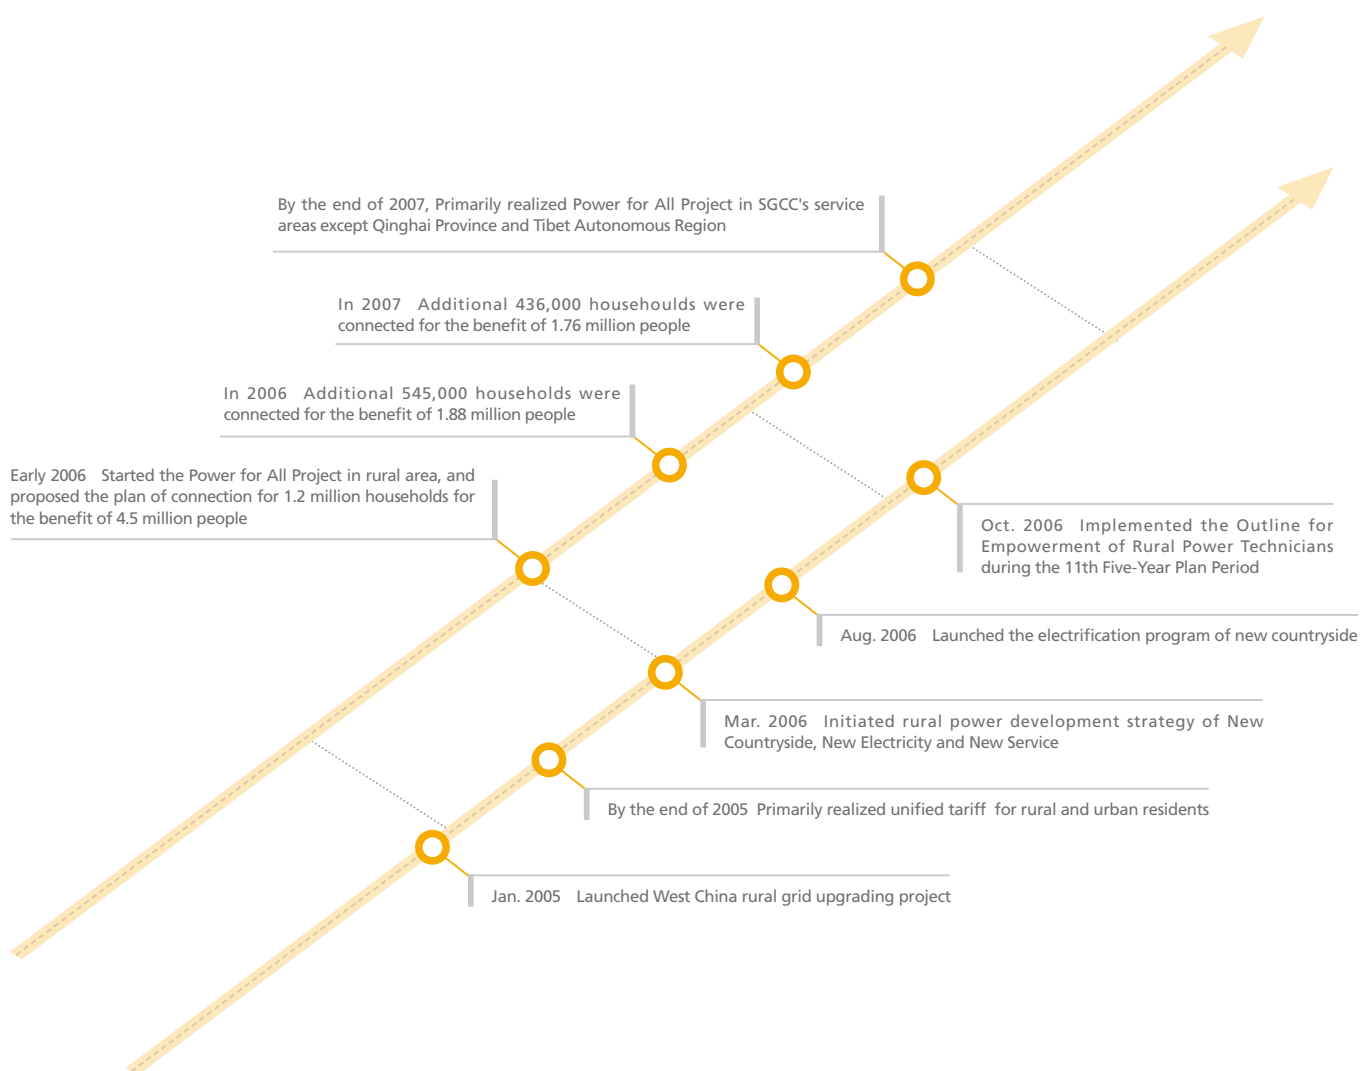 By the end of 2007, Primarily realized Power for All Project in SGCC's service
areas except Qinghai Province and Tibet Autonomous Region
In 2007 Additional 436,000 househoulds were
connected for the benefit of 1.76 million people
In 2006 Additional 545,000 households were
connected for the benefit of 1.88 million people
Early 2006 Started the Power for All Project in rural area, and
proposed the plan of connection for 1.2 million households for
the benefit of 4.5 million people
Oct. 2006 Implemented the Outline for
Empowerment of Rural Power Technicians
during the 11th Five-Year Plan Period
Aug. 2006 Launched the electrification program of new countryside
Mar. 2006 Initiated rural power development strategy of New
Countryside, New Electricity and New Service
By the end of 2005 Primarily realized unified tariff for rural and urban residents
Jan. 2005 Launched West China rural grid upgrading project